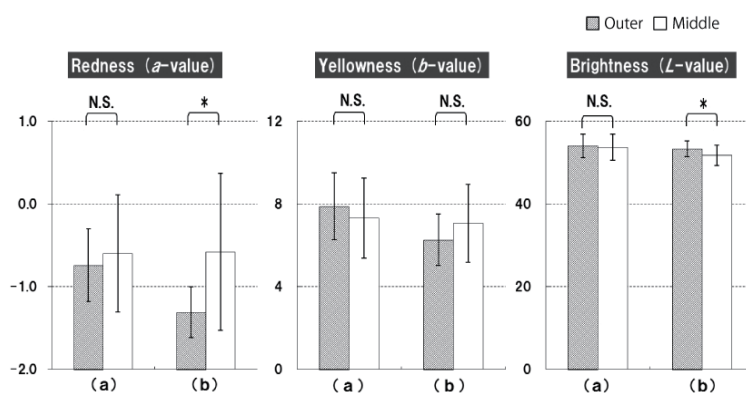 Outer Middle
Redness (a-value)
Yellowness (b-value)
Brightness (L-value)
N.S. *
N.S. N.S.
N.S. *
1.0
0.0
-1.0
-2.0
(a) (b)
12
8
4
0
(a) (b)
60
40
20
0
(a) (b)